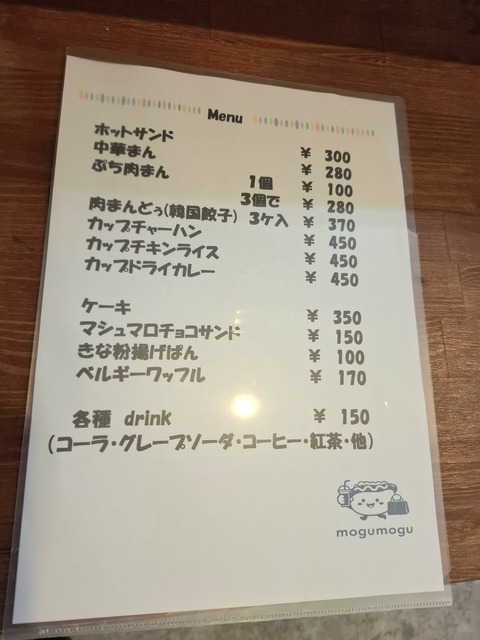 Menu
ホットサンド ¥ 300
中華まん ¥ 280
ぷち肉まん 1個 ¥ 100
3個で ¥ 280
肉まんどぅ(韓国餃子) 3ケ入 ¥ 370
カップチャーハン ¥ 450
カップチキンライス ¥ 450
カップドライカレー ¥ 450
ケーキ ¥ 350
マシュマロチョコサンド ¥ 150
きな粉揚げぱん ¥ 100
ベルギーワッフル ¥ 170
各種 drink ¥ 150
(コーラ・グレープソーダ・コーヒー・紅茶・他)
mogumogu